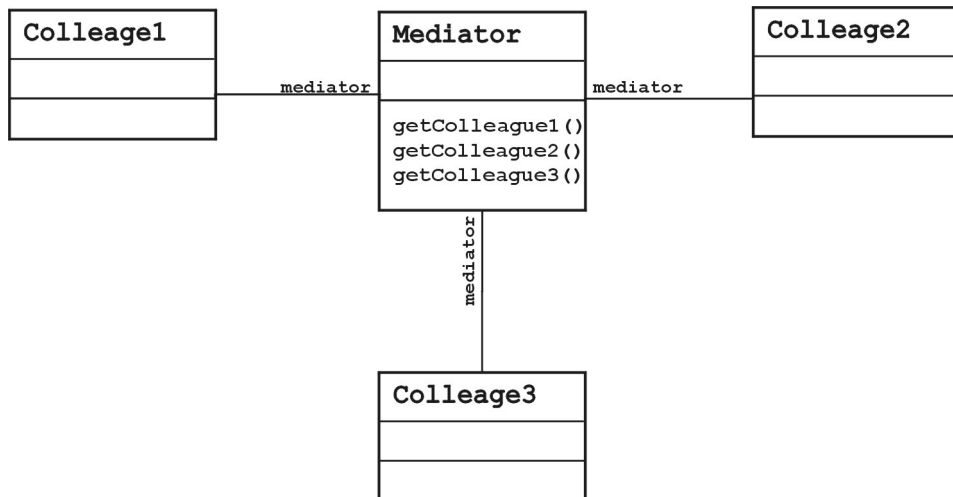 Colleage1
Mediator
Colleage2
mediator
mediator
getColleague1()
getColleague2()
getColleague3()
mediator
Colleage3